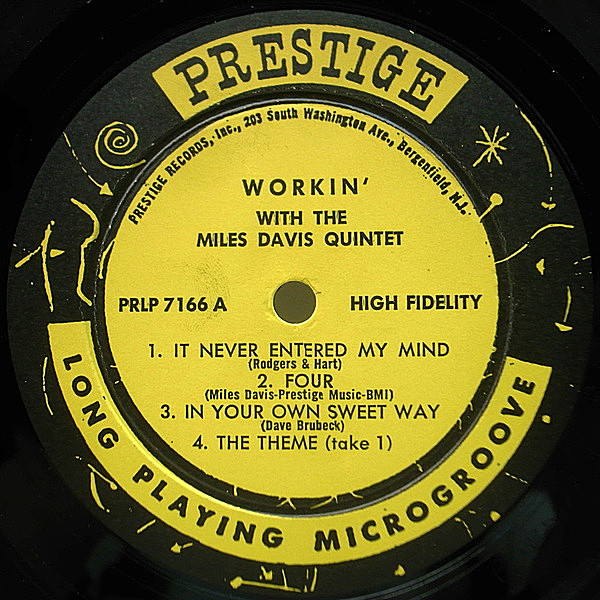 PRESTIGE
PRESTIGE RECORDS, Inc., 203 South Washington Ave., Bergenfield, N.J.
WORKIN'
WITH THE
MILES DAVIS QUINTET
PRLP 7166 A
HIGH FIDELITY
1. IT NEVER ENTERED MY MIND
(Rodgers & Hart)
2. FOUR
(Miles Davis-Prestige Music-BMI)
3. IN YOUR OWN SWEET WAY
(Dave Brubeck)
4. THE THEME (take 1)
LONG PLAYING MICROGROOVE